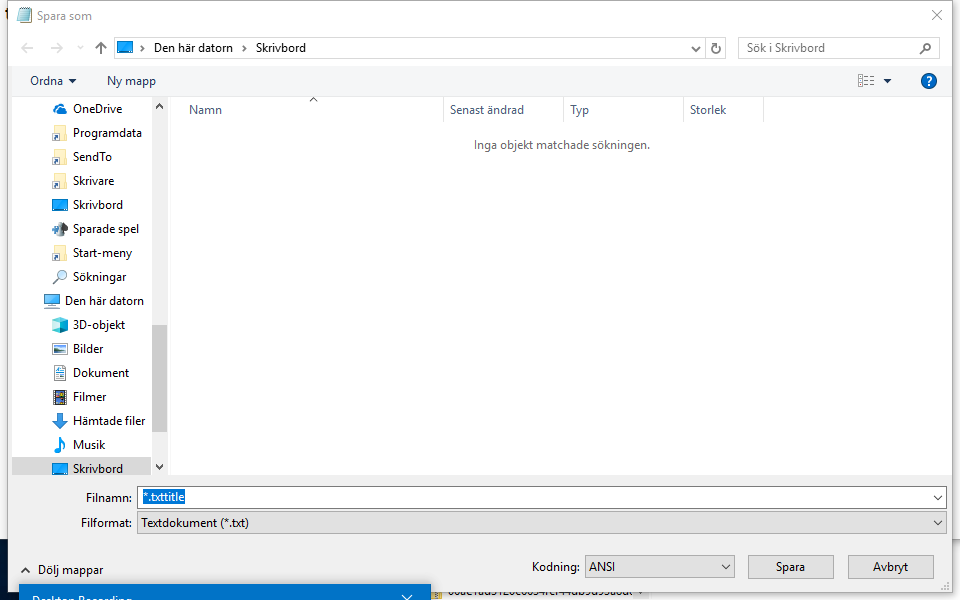 Spara som
Den här datorn
Skrivbord
Sök i Skrivbord
Ordna
Ny mapp
Namn
Senast ändrad
Typ
Storlek
Inga objekt matchade sökningen.
OneDrive
Programdata
SendTo
Skrivare
Skrivbord
Sparade spel
Start-meny
Sökningar
Den här datorn
3D-objekt
Bilder
Dokument
Filmer
Hämtade filer
Musik
Skrivbord
Filnamn: *.txttitle
Filformat: Textdokument (*.txt)
Dölj mappar
Kodning: ANSI
Spara
Avbryt
Desktop Recording